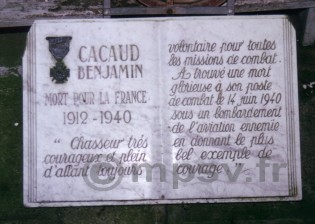 CACAUD
BENJAMIN
MORT POUR LA FRANCE
1912-1940
" Chasseur très
courageux et plein
d'allant toujours
volontaire pour toutes
les missions de combat.
A trouvé une mort
glorieuse à son poste
de combat le 14 juin 1940
sous un bombardement
de l'aviation ennemie
en donnant le plus
bel exemple de
courage "
© mpsv.fr